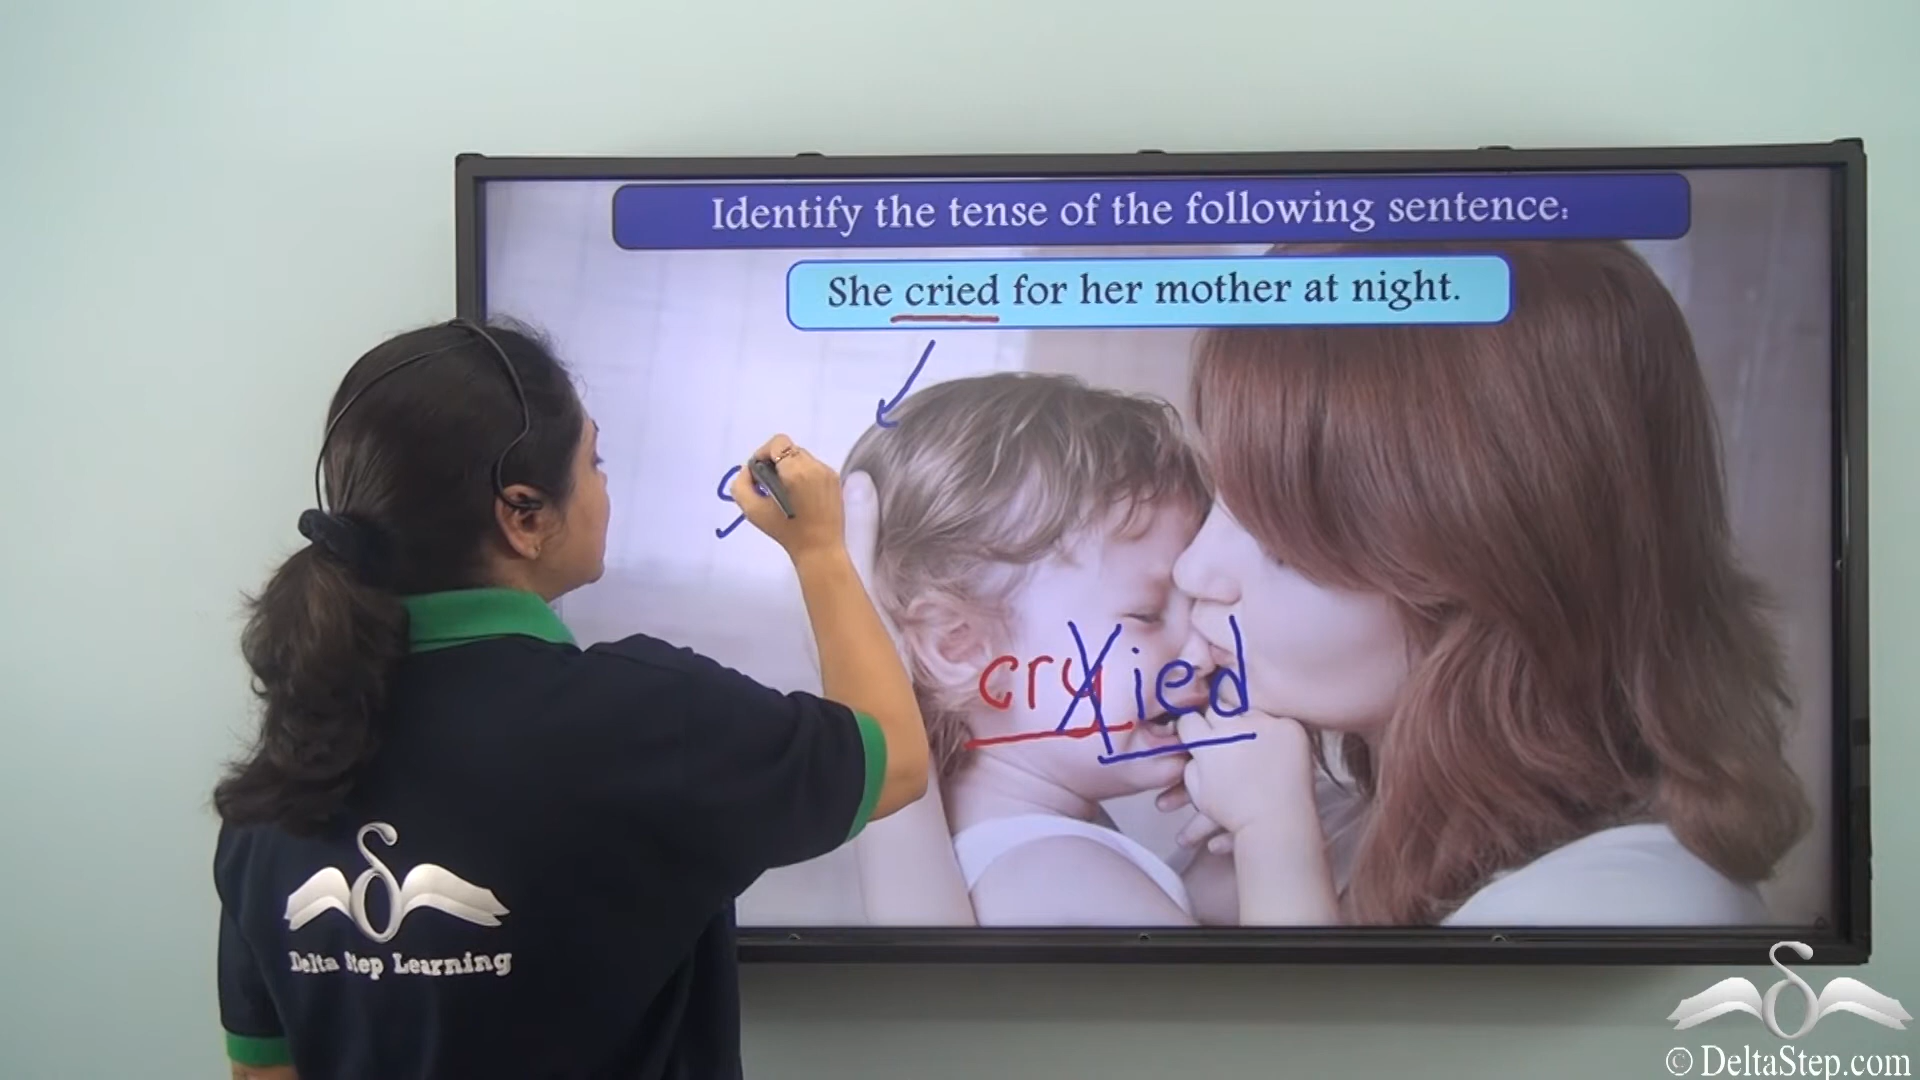 Identify the tense of the following sentence:
She cried for her mother at night.
S
cry ied
Delta Step Learning
© DeltaStep.com